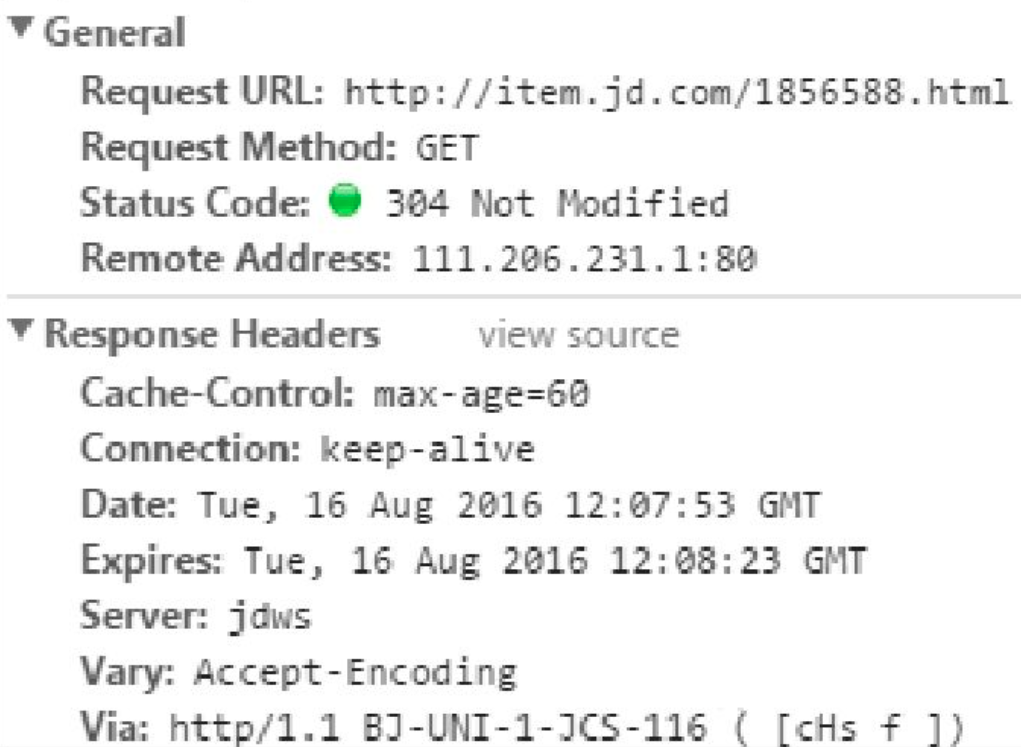 General
Request URL: http://item.jd.com/1856588.html
Request Method: GET
Status Code: 304 Not Modified
Remote Address: 111.206.231.1:80
Response Headers view source
Cache-Control: max-age=60
Connection: keep-alive
Date: Tue, 16 Aug 2016 12:07:53 GMT
Expires: Tue, 16 Aug 2016 12:08:23 GMT
Server: jdws
Vary: Accept-Encoding
Via: http/1.1 BJ-UNI-1-JCS-116 ( [cHs f ])